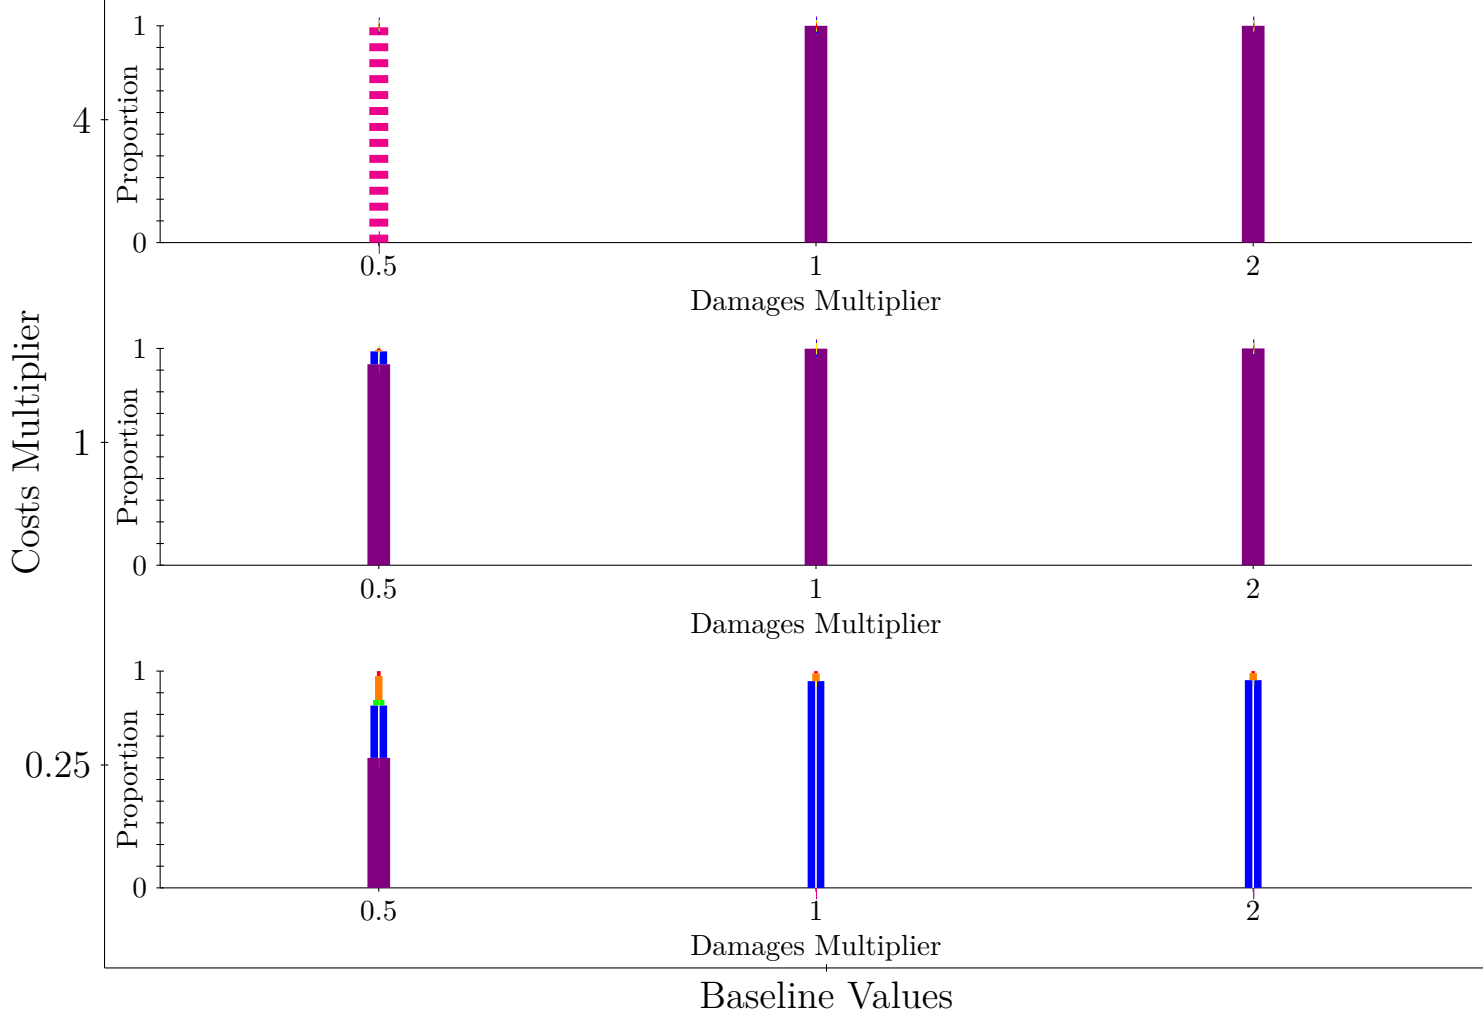 Costs Multiplier
4
Proportion
1
0
0.5
1
2
Damages Multiplier
1
Proportion
1
0
0.5
1
2
Damages Multiplier
0.25
Proportion
1
0
0.5
1
2
Damages Multiplier
Baseline Values